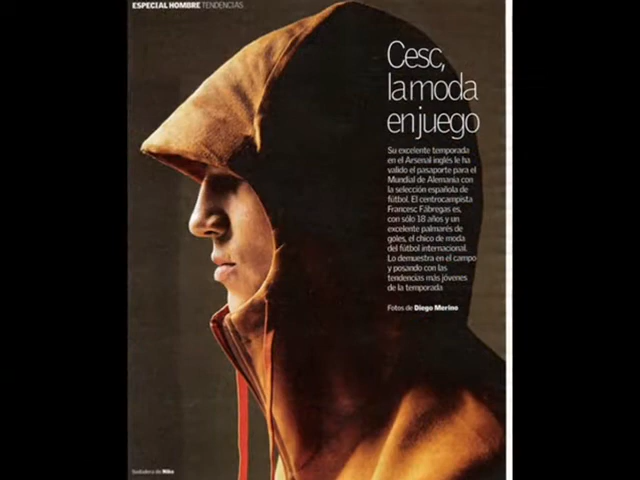 ESPECIAL HOMBRE TENDENCIAS
Cesc,
la moda
en juego
Su excelente temporada
en el Arsenal inglés le ha
valido el pasaporte para el
Mundial de Alemania con
la selección española de
fútbol. El centrocampista
Francesc Fábregas es,
con sólo 18 años y un
excelente palmarés de
goles, el chico de moda
del fútbol internacional.
Lo demuestra en el campo
y posando con las
tendencias más jóvenes
de la temporada
Fotos de Diego Merino
Sudadera de Nike